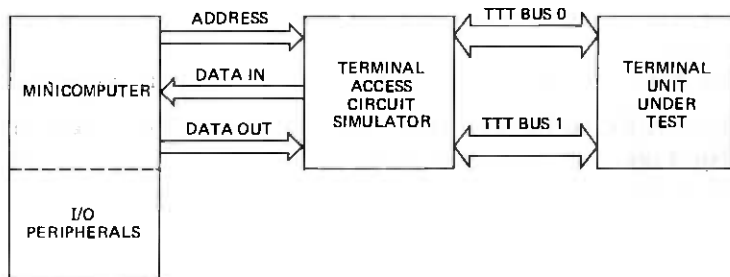 ADDRESS
TTT BUS 0
DATA IN
MINICOMPUTER
TERMINAL
ACCESS
CIRCUIT
SIMULATOR
TERMINAL
UNIT
UNDER
TEST
DATA OUT
TTT BUS 1
I/O
PERIPHERALS